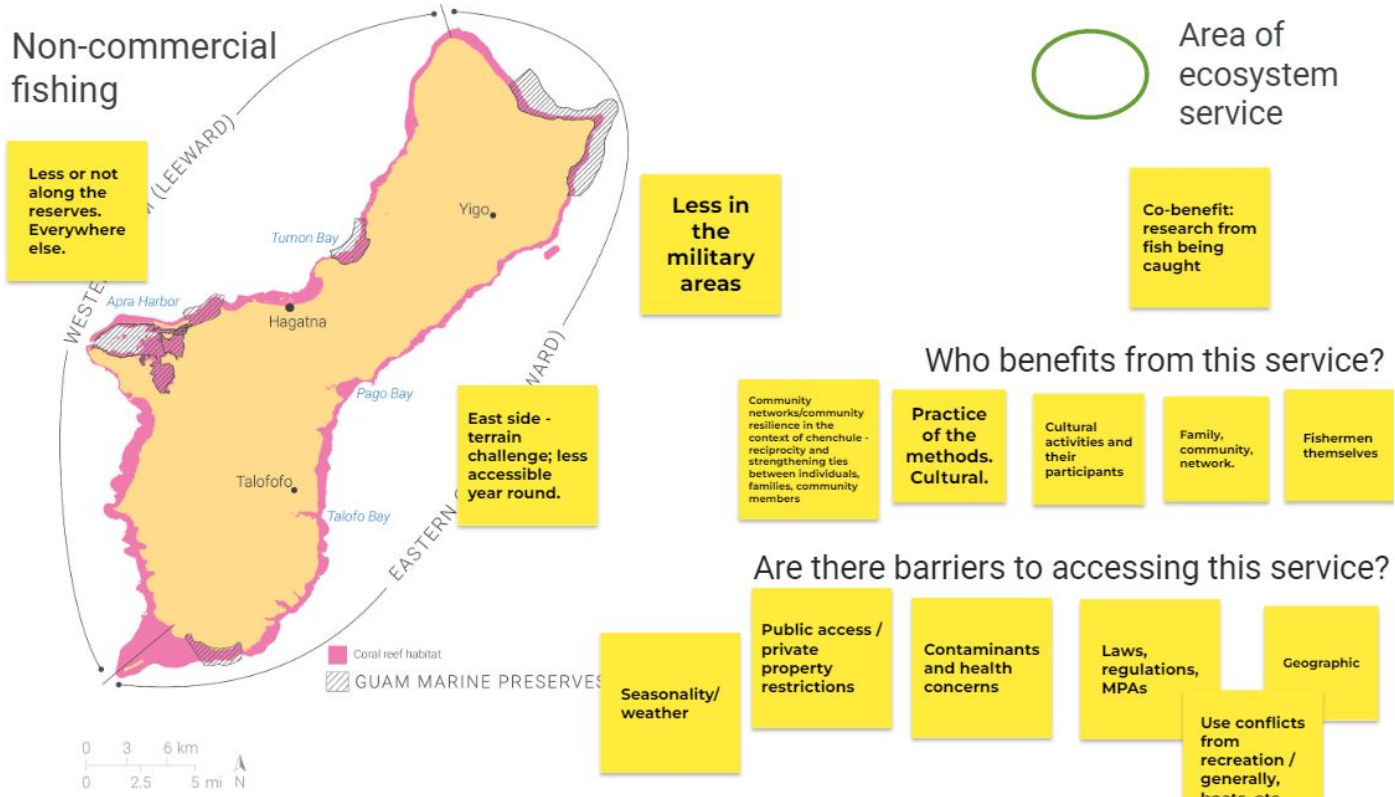 Non-commercial
fishing
Area of
ecosystem
service
Less or not
along the
reserves.
Everywhere
else.
(LEEWARD)
WESTE
Yigo
Tumon Bay
Less in
the
military
areas
Co-benefit:
research from
fish being
caught
Apra Harbor
Hagatna
Pago Bay
WARD)
EASTERN
East side -
terrain
challenge; less
accessible
year round.
Talofofo
Talofo Bay
Who benefits from this service?
Community
networks/community
resilience in the
context of chenchule -
reciprocity and
strengthening ties
between individuals,
families, community
members
Practice
of the
methods.
Cultural.
Cultural
activities and
their
participants
Family,
community,
network.
Fishermen
themselves
Are there barriers to accessing this service?
Seasonality/
weather
Public access /
private
property
restrictions
Contaminants
and health
concerns
Laws,
regulations,
MPAs
Geographic
Use conflicts
from
recreation /
generally,
boats, etc
Coral reef habitat
GUAM MARINE PRESERVES
0 3 6 km
0 2.5 5 mi N